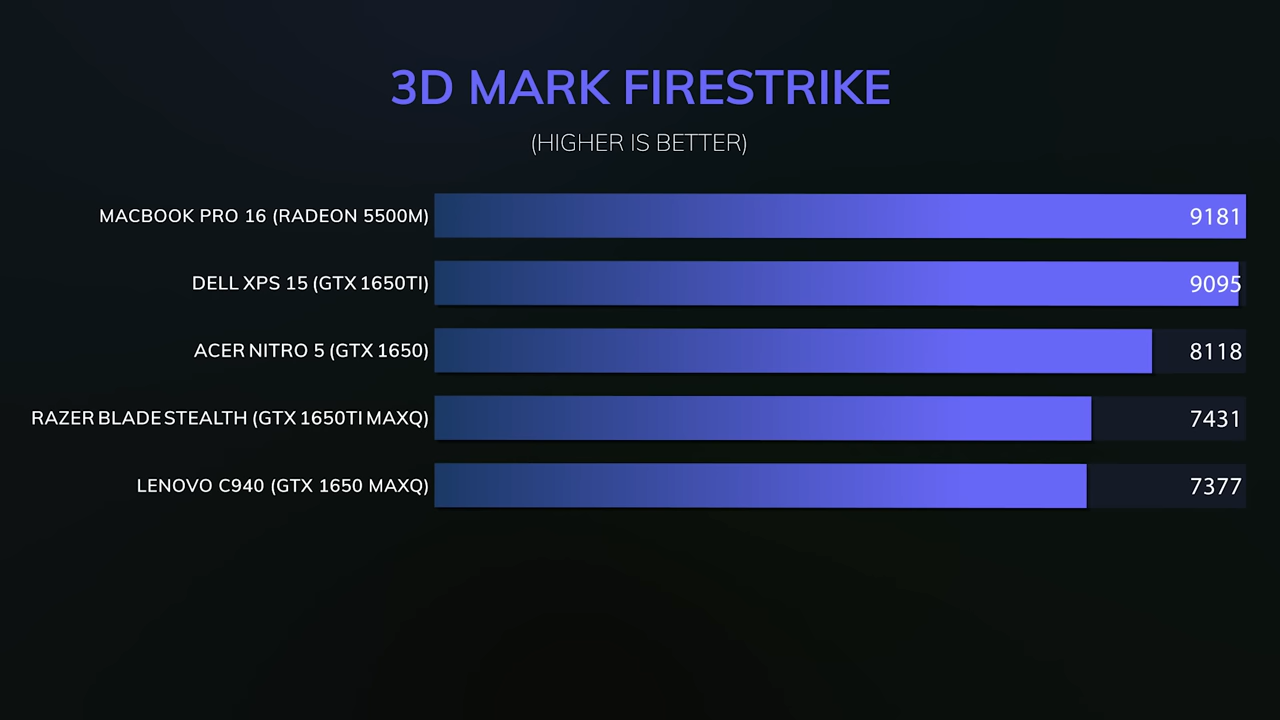 3D MARK FIRESTRIKE
(HIGHER IS BETTER)
MACBOOK PRO 16 (RADEON 5500M) 9181
DELL XPS 15 (GTX 1650TI) 9095
ACER NITRO 5 (GTX 1650) 8118
RAZER BLADE STEALTH (GTX 1650TI MAXQ) 7431
LENOVO C940 (GTX 1650 MAXQ) 7377